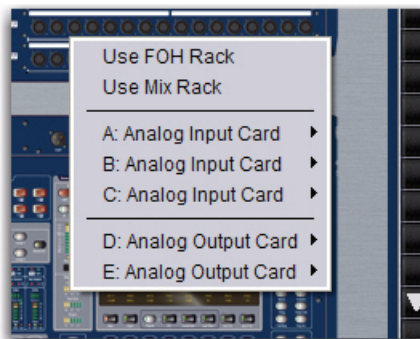 Use FOH Rack
Use Mix Rack
A: Analog Input Card
B: Analog Input Card
C: Analog Input Card
D: Analog Output Card
E: Analog Output Card